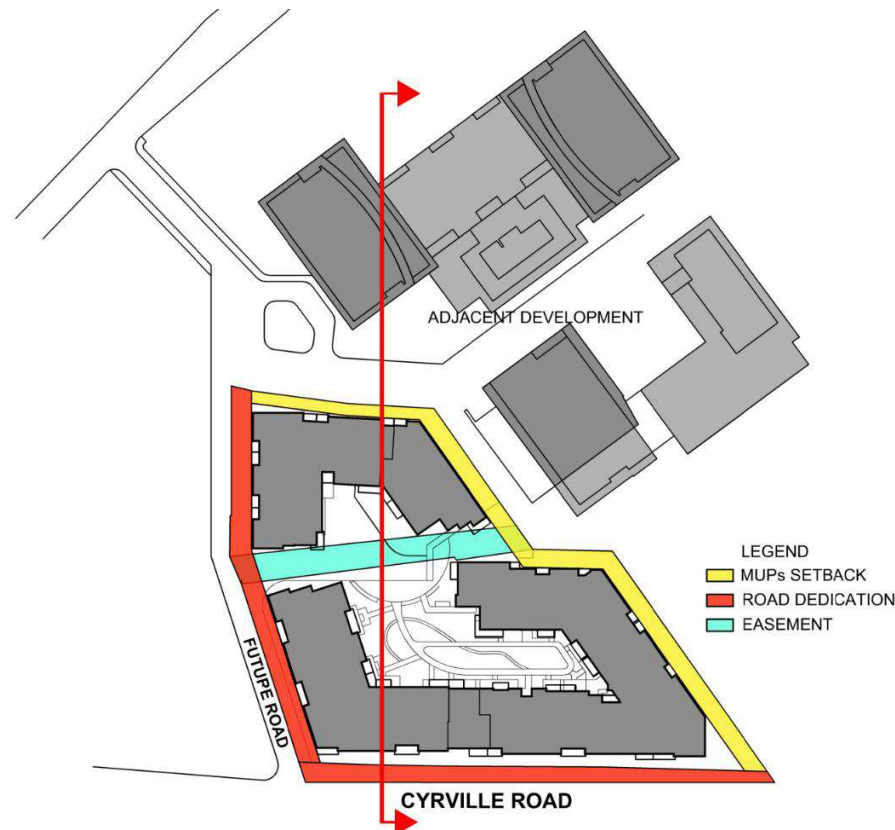 ADJACENT DEVELOPMENT
LEGEND
MUPs SETBACK
ROAD DEDICATION
EASEMENT
FUTUPE ROAD
CYRVILLE ROAD